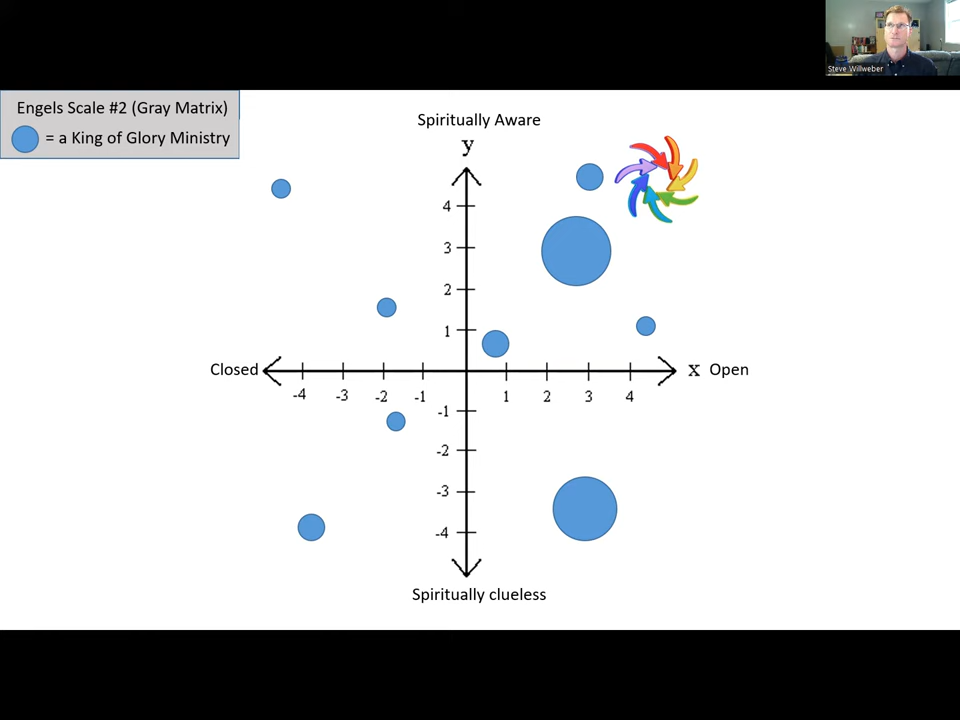 Steve Willweber
Engels Scale #2 (Gray Matrix)
= a King of Glory Ministry
Spiritually Aware
y
4
3
2
1
Closed
x Open
-4 -3 -2 -1 1 2 3 4
-1
-2
-3
-4
Spiritually clueless